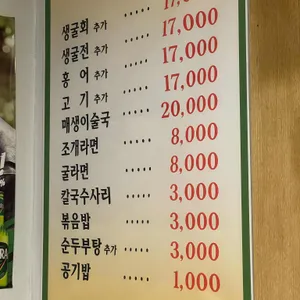 생굴회 추가 ..... 17,000
생굴전 추가 ..... 17,000
홍 어 추가 ..... 17,000
고 기 추가 ..... 17,000
매생이술국 ..... 20,000
조개라면 ..... 8,000
굴라면 ..... 8,000
칼국수사리 ..... 3,000
볶음밥 ..... 3,000
순두부탕 추가 ..... 3,000
공기밥 ..... 1,000